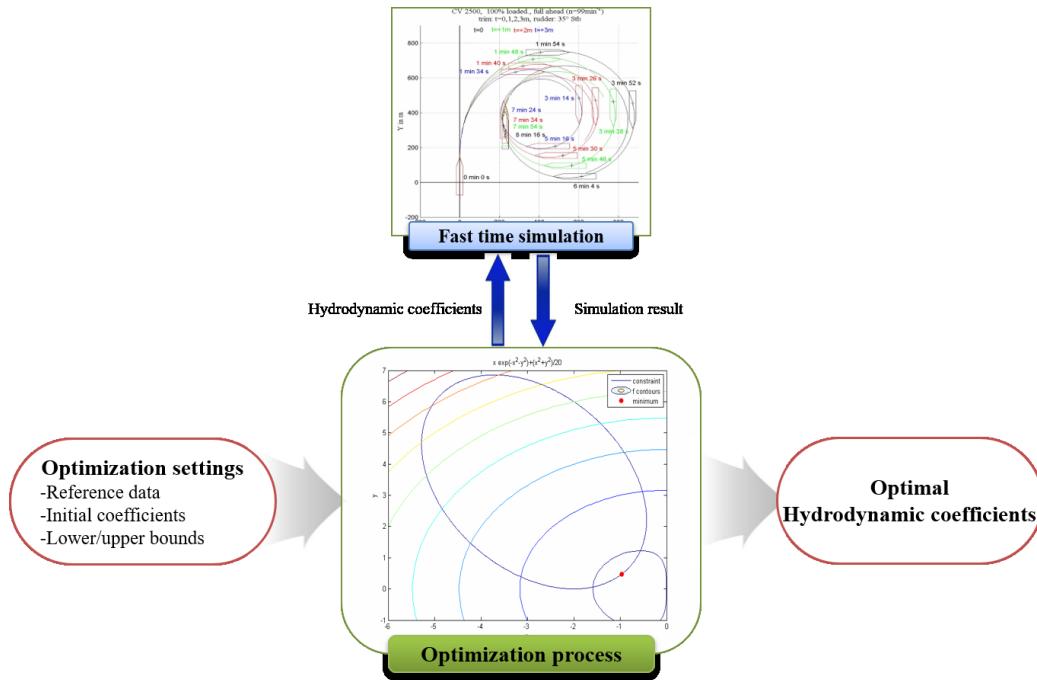 CV 2500, 100% loaded., full ahead (n=99min⁻¹)
trim: t=0,1,2,3m, rudder: 35° Stb
t=0 t=+1m t=+2m t=+3m
1 min 54 s
1 min 48 s
1 min 40 s
1 min 34 s
3 min 26 s
3 min 52 s
3 min 14 s
3 min 38 s
7 min 24 s
7 min 34 s
7 min 54 s
8 min 16 s
5 min 16 s
5 min 30 s
5 min 46 s
6 min 4 s
0 min 0 s
Y in m
800
600
400
200
0
-200
0
Fast time simulation
Hydrodynamic coefficients
Simulation result
x exp(-x²-y²)+(x²+y²)/20
constraint
f contours
minimum
y
7
6
5
4
3
2
1
0
-1
-6 -5 -4 -3 -2 -1 0
Optimization process
Optimization settings
-Reference data
-Initial coefficients
-Lower/upper bounds
Optimal
Hydrodynamic coefficients